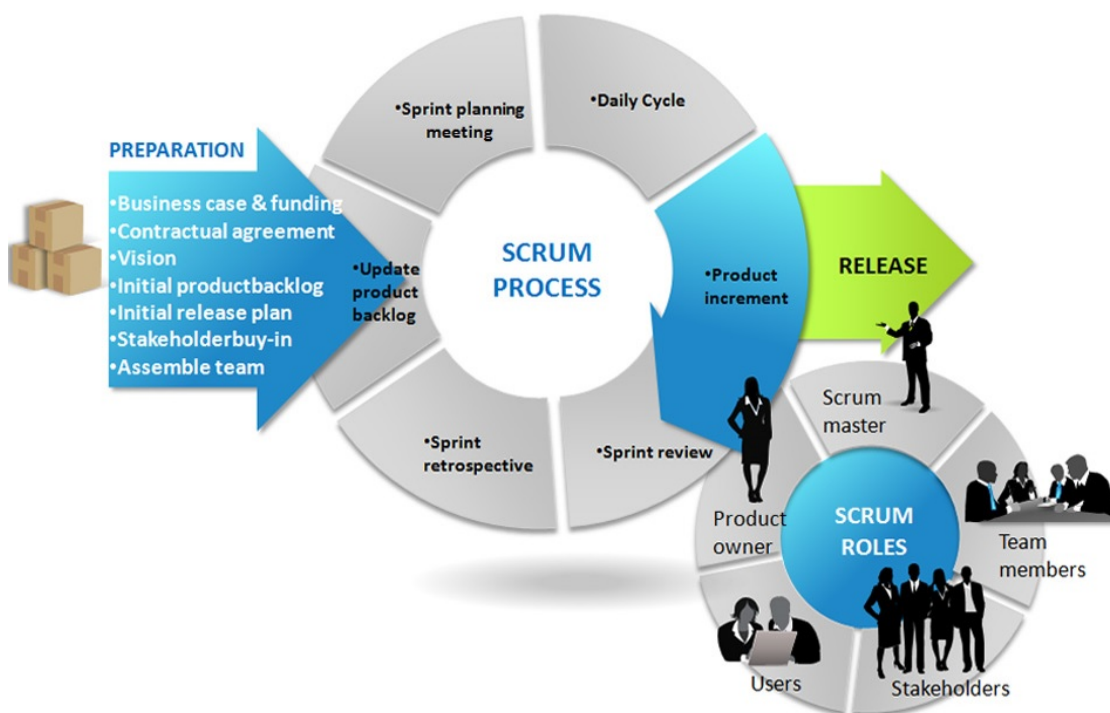 PREPARATION
•Business case & funding
•Contractual agreement
•Vision
•Initial productbacklog
•Initial release plan
•Stakeholderbuy-in
•Assemble team
•Update
product
backlog
•Sprint planning
meeting
•Daily Cycle
•Product
increment
•Sprint review
•Sprint
retrospective
SCRUM
PROCESS
RELEASE
Scrum
master
Team
members
Stakeholders
Users
Product
owner
SCRUM
ROLES